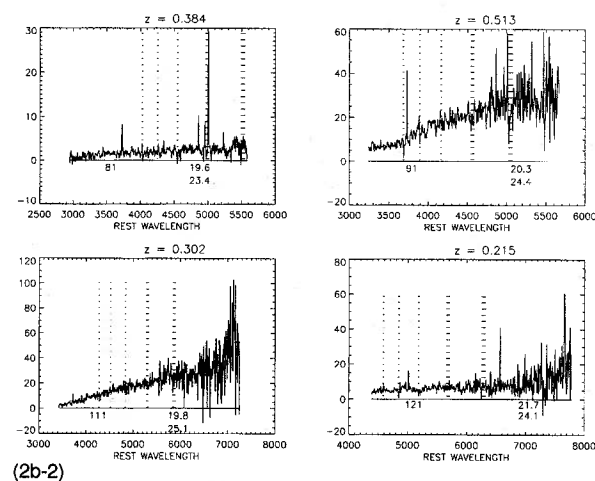 z = 0.384
30
20
10
0
-10
81
19.6
23.4
2500 3000 3500 4000 4500 5000 5500 6000
REST WAVELENGTH
z = 0.513
60
40
20
0
-20
91
20.3
24.4
3000 3500 4000 4500 5000 5500 6000
REST WAVELENGTH
z = 0.302
120
100
80
60
40
20
0
-20
111
19.8
25.1
3000 4000 5000 6000 7000 8000
REST WAVELENGTH
z = 0.215
80
60
40
20
0
-20
121
21.7
24.1
4000 5000 6000 7000 8000
REST WAVELENGTH
(2b-2)